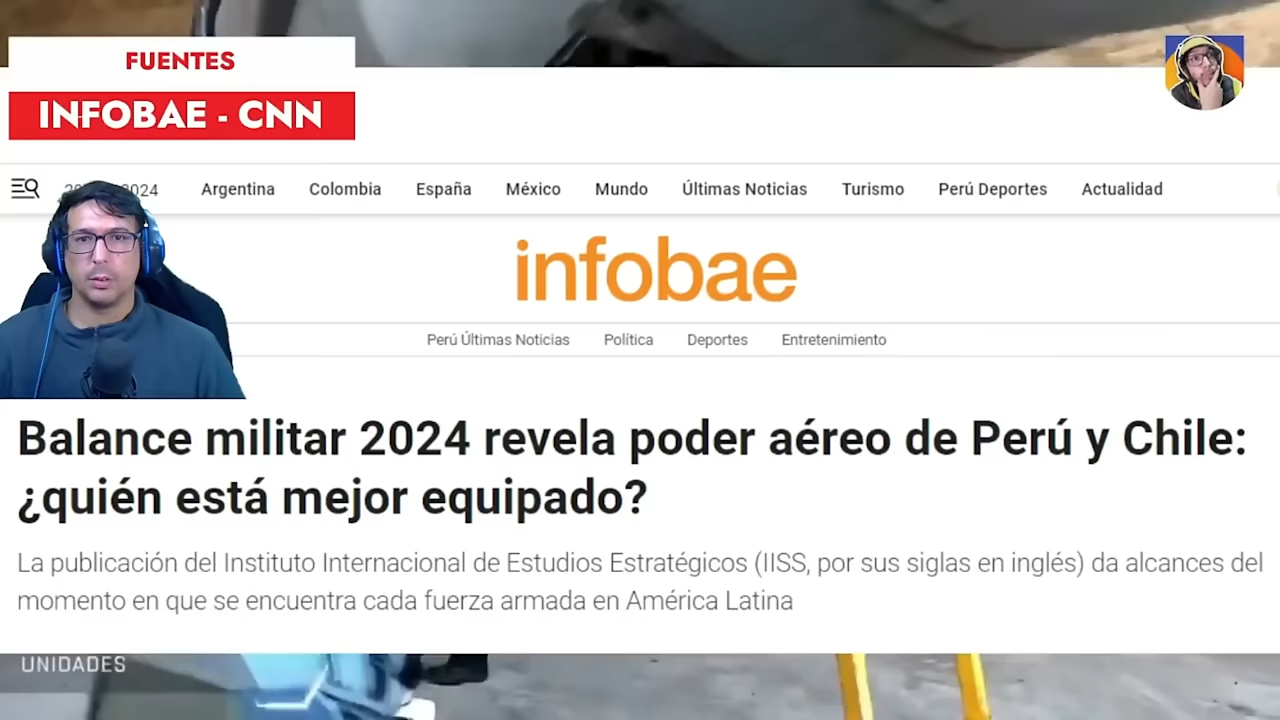 FUENTES
INFOBAE - CNN
2024
Argentina Colombia España México Mundo Últimas Noticias Turismo Perú Deportes Actualidad
infobae
Perú Últimas Noticias Política Deportes Entretenimiento
Balance militar 2024 revela poder aéreo de Perú y Chile:
¿quién está mejor equipado?
La publicación del Instituto Internacional de Estudios Estratégicos (IISS, por sus siglas en inglés) da alcances del
momento en que se encuentra cada fuerza armada en América Latina
UNIDADES